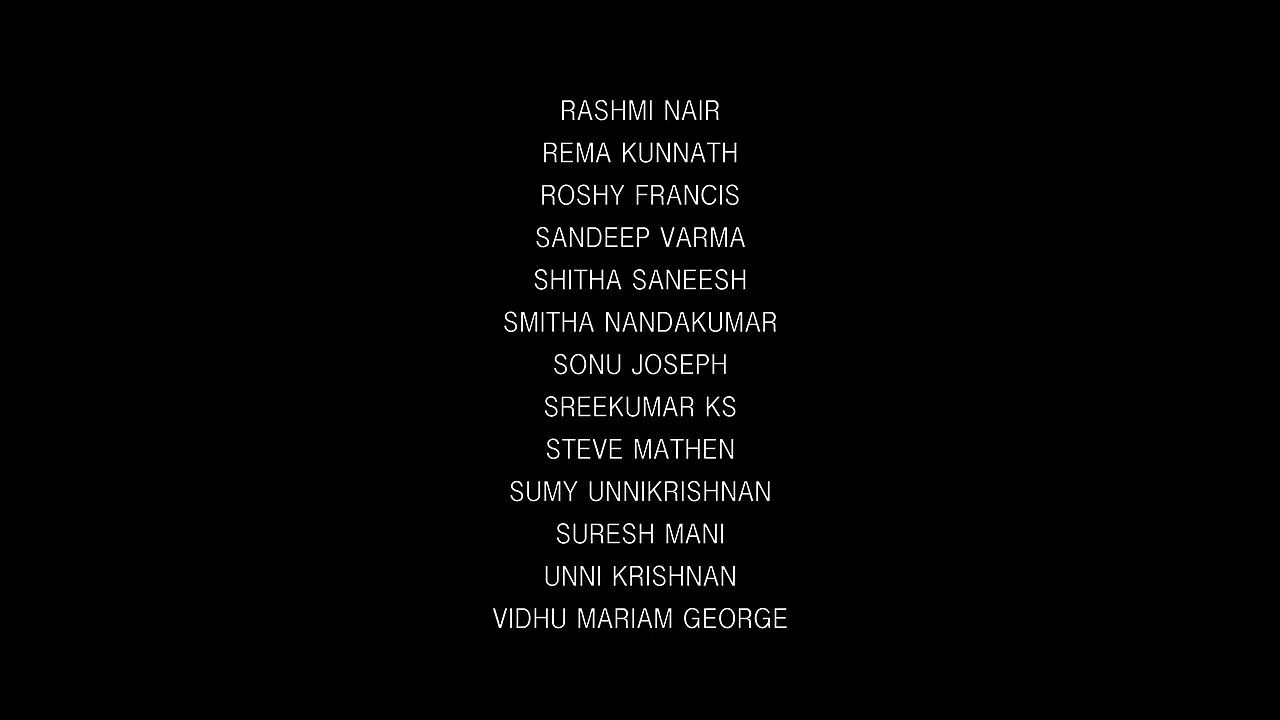 RASHMI NAIR
REMA KUNNATH
ROSHY FRANCIS
SANDEEP VARMA
SHITHA SANEESH
SMITHA NANDAKUMAR
SONU JOSEPH
SREEKUMAR KS
STEVE MATHEN
SUMY UNNIKRISHNAN
SURESH MANI
UNNI KRISHNAN
VIDHU MARIAM GEORGE